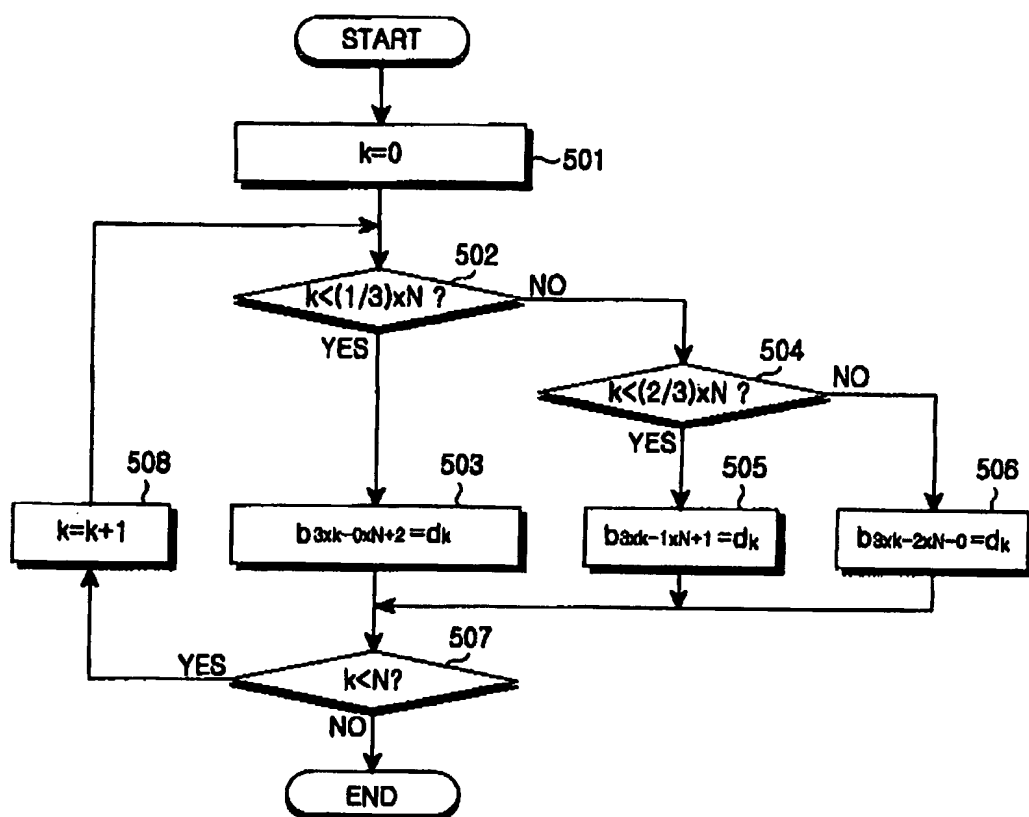 START
k=0
501
502
k<(1/3)xN ?
NO
YES
504
k<(2/3)xN ?
NO
YES
508
k=k+1
503
b3xk-0xN+2=dk
505
b3xk-1xN+1=dk
506
b3xk-2xN-0=dk
507
YES
k<N?
NO
END